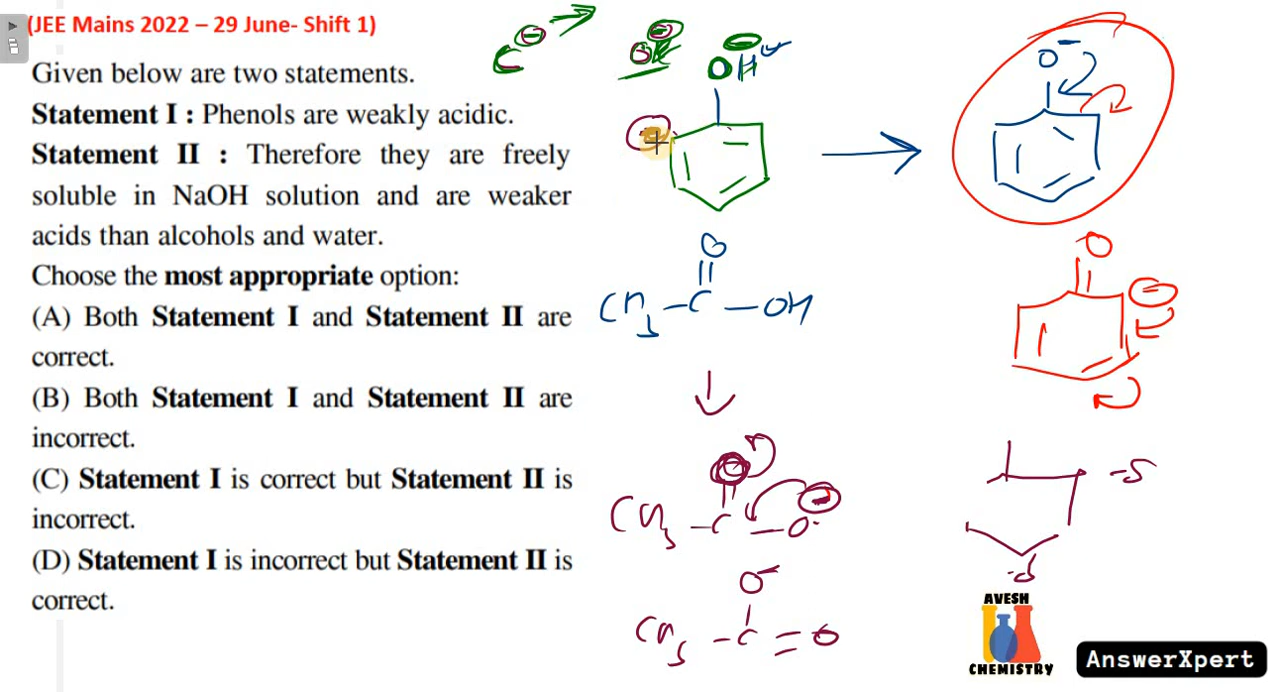 (JEE Mains 2022 – 29 June- Shift 1)
Given below are two statements.
Statement I : Phenols are weakly acidic.
Statement II : Therefore they are freely
soluble in NaOH solution and are weaker
acids than alcohols and water.
Choose the most appropriate option:
(A) Both Statement I and Statement II are
correct.
(B) Both Statement I and Statement II are
incorrect.
(C) Statement I is correct but Statement II is
incorrect.
(D) Statement I is incorrect but Statement II is
correct.
OH
O⁻
O
CH3 – C – OH
O
CH3 – C – O
O⁻
CH3 – C = O
AVESH
CHEMISTRY
AnswerXpert